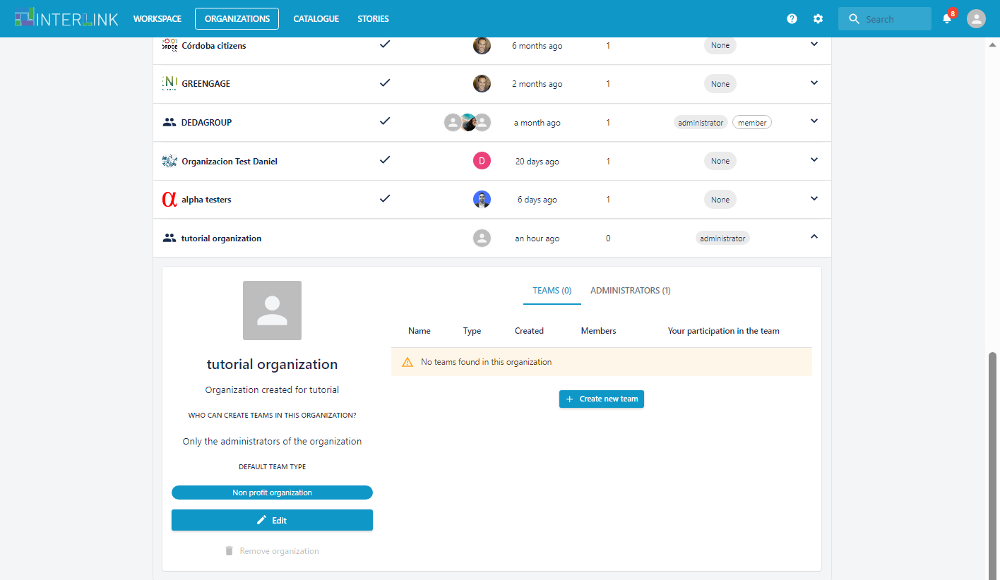 INTERLINK WORKSPACE ORGANIZATIONS CATALOGUE STORIES Search 8
Córdoba citizens 6 months ago 1 None
GREENGAGE 2 months ago 1 None
DEDAGROUP a month ago 1 administrator member
Organizacion Test Daniel D 20 days ago 1 None
α alpha testers 6 days ago 1 None
tutorial organization an hour ago 0 administrator
TEAMS (0) ADMINISTRATORS (1)
Name Type Created Members Your participation in the team
No teams found in this organization
Create new team
tutorial organization
Organization created for tutorial
WHO CAN CREATE TEAMS IN THIS ORGANIZATION?
Only the administrators of the organization
DEFAULT TEAM TYPE
Non profit organization
Edit
Remove organization